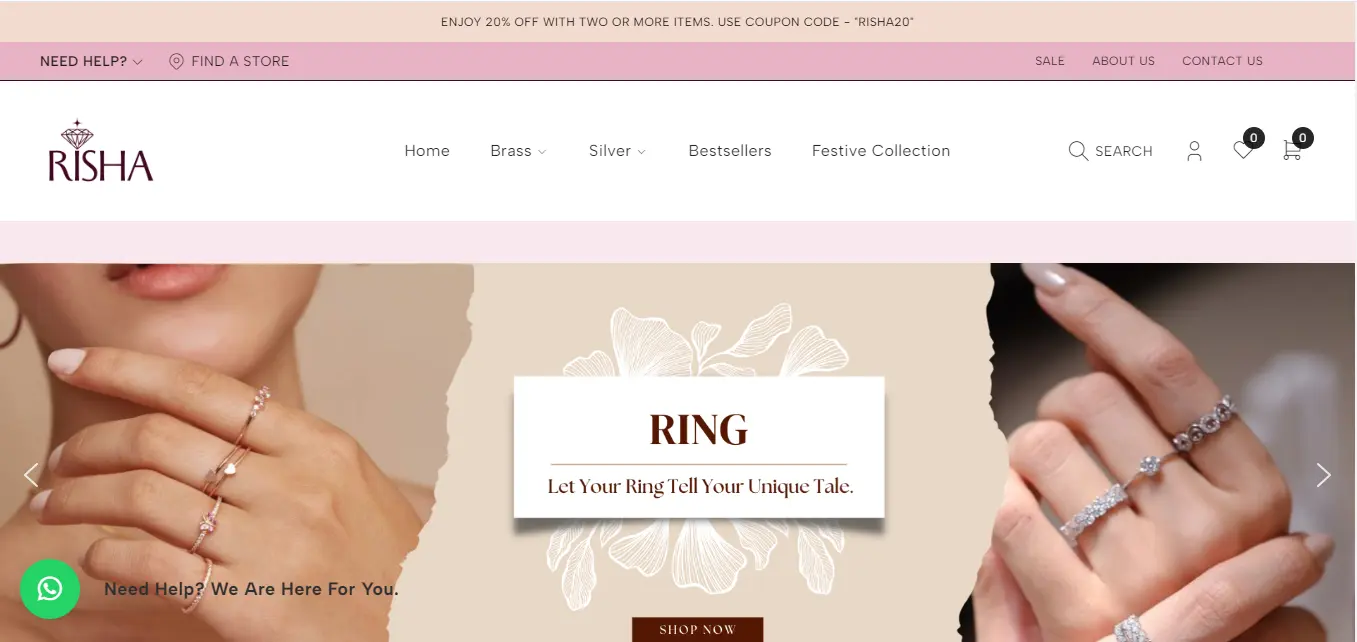 ENJOY 20% OFF WITH TWO OR MORE ITEMS. USE COUPON CODE - "RISHA20"
NEED HELP? FIND A STORE SALE ABOUT US CONTACT US
RISHA
Home Brass Silver Bestsellers Festive Collection SEARCH 0 0
RING
Let Your Ring Tell Your Unique Tale.
Need Help? We Are Here For You.
SHOP NOW